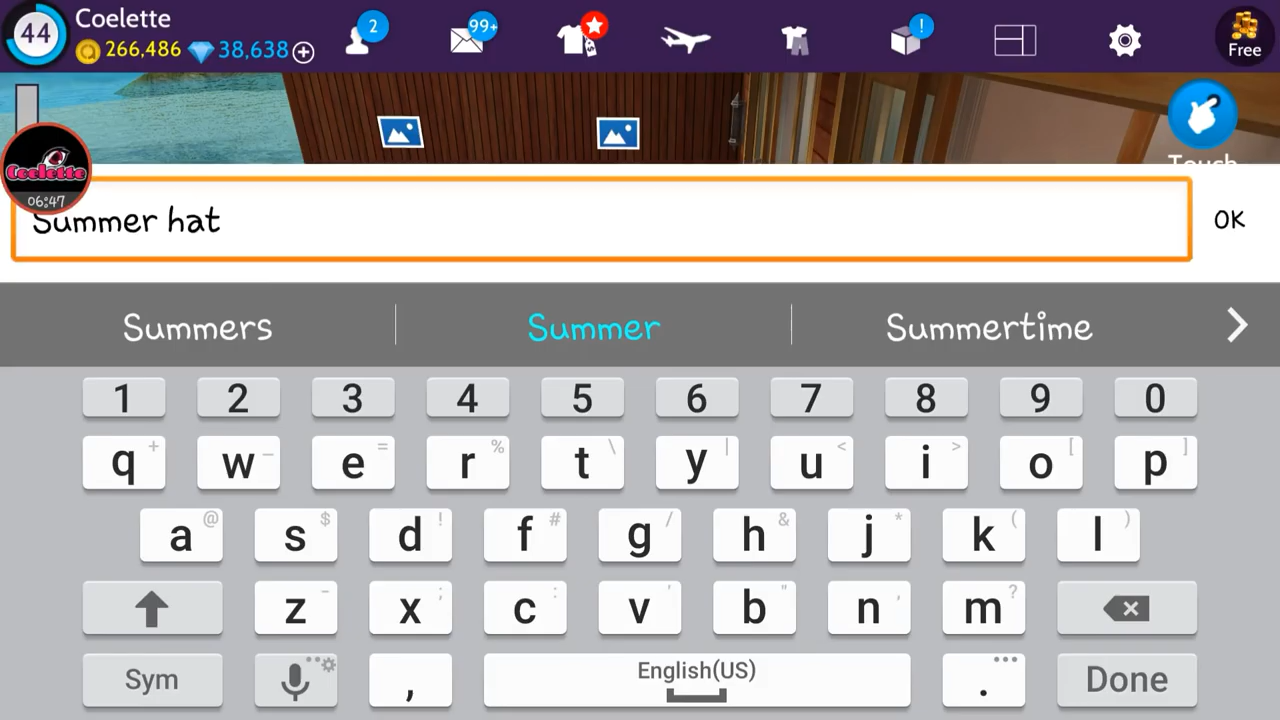 44
Coelette
266,486 38,638
2
99+
!
Free
Touch
Coelette
06:47
Summer hat
OK
Summers Summer Summertime
1 2 3 4 5 6 7 8 9 0
q + w - e = r % t \ y | u < i > o [ p ]
a @ s $ d ! f # g / h & j * k ( l )
z - x ; c : v ' b " n , m ?
Sym , English(US) . Done